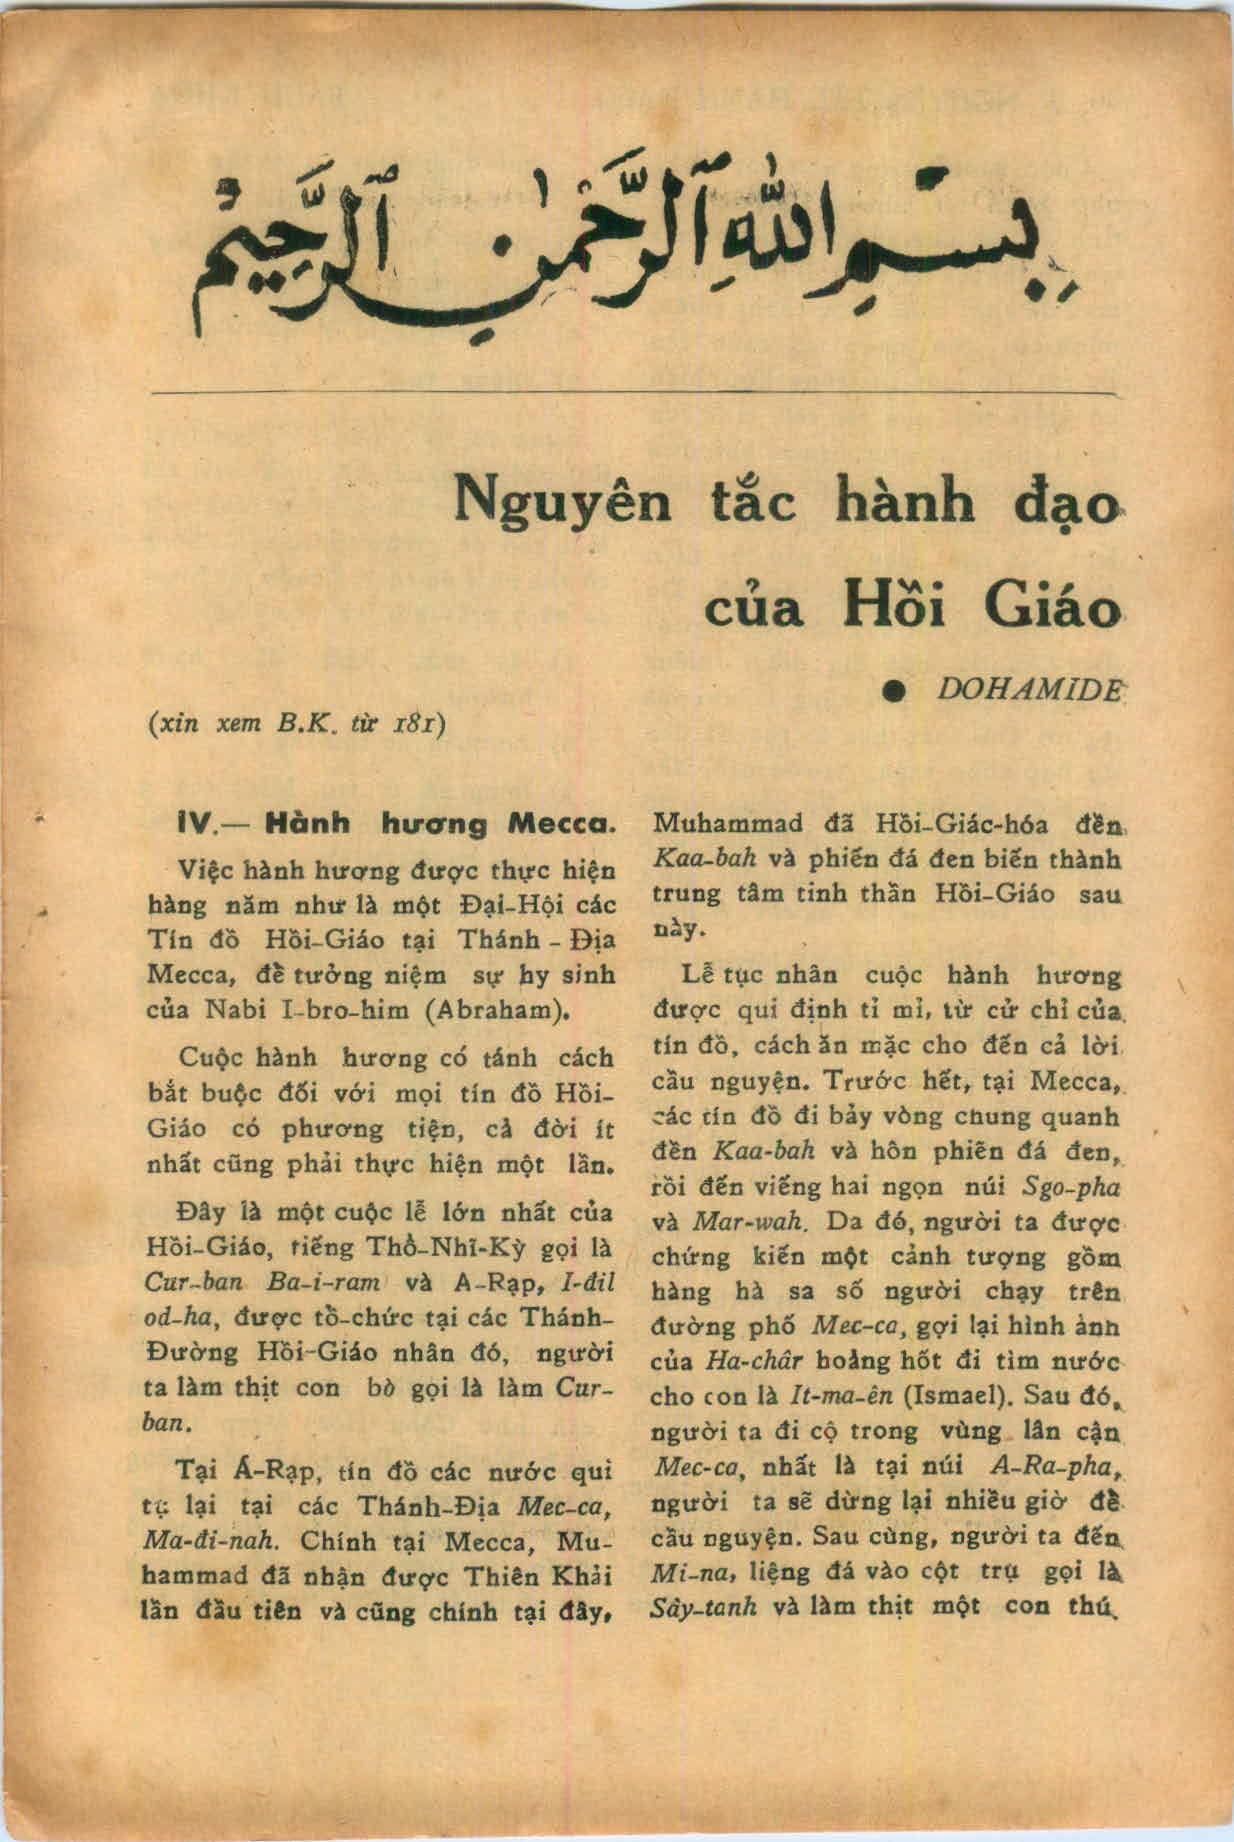 بِسْمِ اللهِ ٱلرَّحْمٰنِ ٱلرَّحِيْمِ
Nguyên tắc hành đạo
của Hồi Giáo
● DOHAMIDE
(xin xem B.K. từ 181)
IV.— Hành hương Mecca.
Việc hành hương được thực hiện
hàng năm như là một Đại-Hội các
Tín đồ Hồi-Giáo tại Thánh - Địa
Mecca, để tưởng niệm sự hy sinh
của Nabi I-bro-him (Abraham).
Cuộc hành hương có tánh cách
bắt buộc đối với mọi tín đồ Hồi-
Giáo có phương tiện, cả đời ít
nhất cũng phải thực hiện một lần.
Đây là một cuộc lễ lớn nhất của
Hồi-Giáo, tiếng Thổ-Nhĩ-Kỳ gọi là
Cur-ban Ba-i-ram và A-Rạp, I-đil
od-ha, được tổ-chức tại các Thánh-
Đường Hồi-Giáo nhân đó, người
ta làm thịt con bò gọi là làm Cur-
ban.
Tại Á-Rạp, tín đồ các nước qui
tụ lại tại các Thánh-Địa Mec-ca,
Ma-đi-nah. Chính tại Mecca, Mu-
hammad đã nhận được Thiên Khải
lần đầu tiên và cũng chính tại đây,
Muhammad đã Hồi-Giác-hóa đền
Kaa-bah và phiến đá đen biến thành
trung tâm tinh thần Hồi-Giáo sau
này.
Lễ tục nhân cuộc hành hương
được qui định tỉ mỉ, từ cử chỉ của
tín đồ, cách ăn mặc cho đến cả lời
cầu nguyện. Trước hết, tại Mecca,
các tín đồ đi bảy vòng chung quanh
đền Kaa-bah và hôn phiến đá đen,
rồi đến viếng hai ngọn núi Sgo-pha
và Mar-wah. Da đó, người ta được
chứng kiến một cảnh tượng gồm
hàng hà sa số người chạy trên
đường phố Mec-ca, gợi lại hình ảnh
của Ha-châr hoảng hốt đi tìm nước
cho con là It-ma-ên (Ismael). Sau đó,
người ta đi cộ trong vùng lân cận
Mec-ca, nhất là tại núi A-Ra-pha,
người ta sẽ dừng lại nhiều giờ để
cầu nguyện. Sau cùng, người ta đến
Mi-na, liệng đá vào cột trụ gọi là
Sây-tanh và làm thịt một con thú